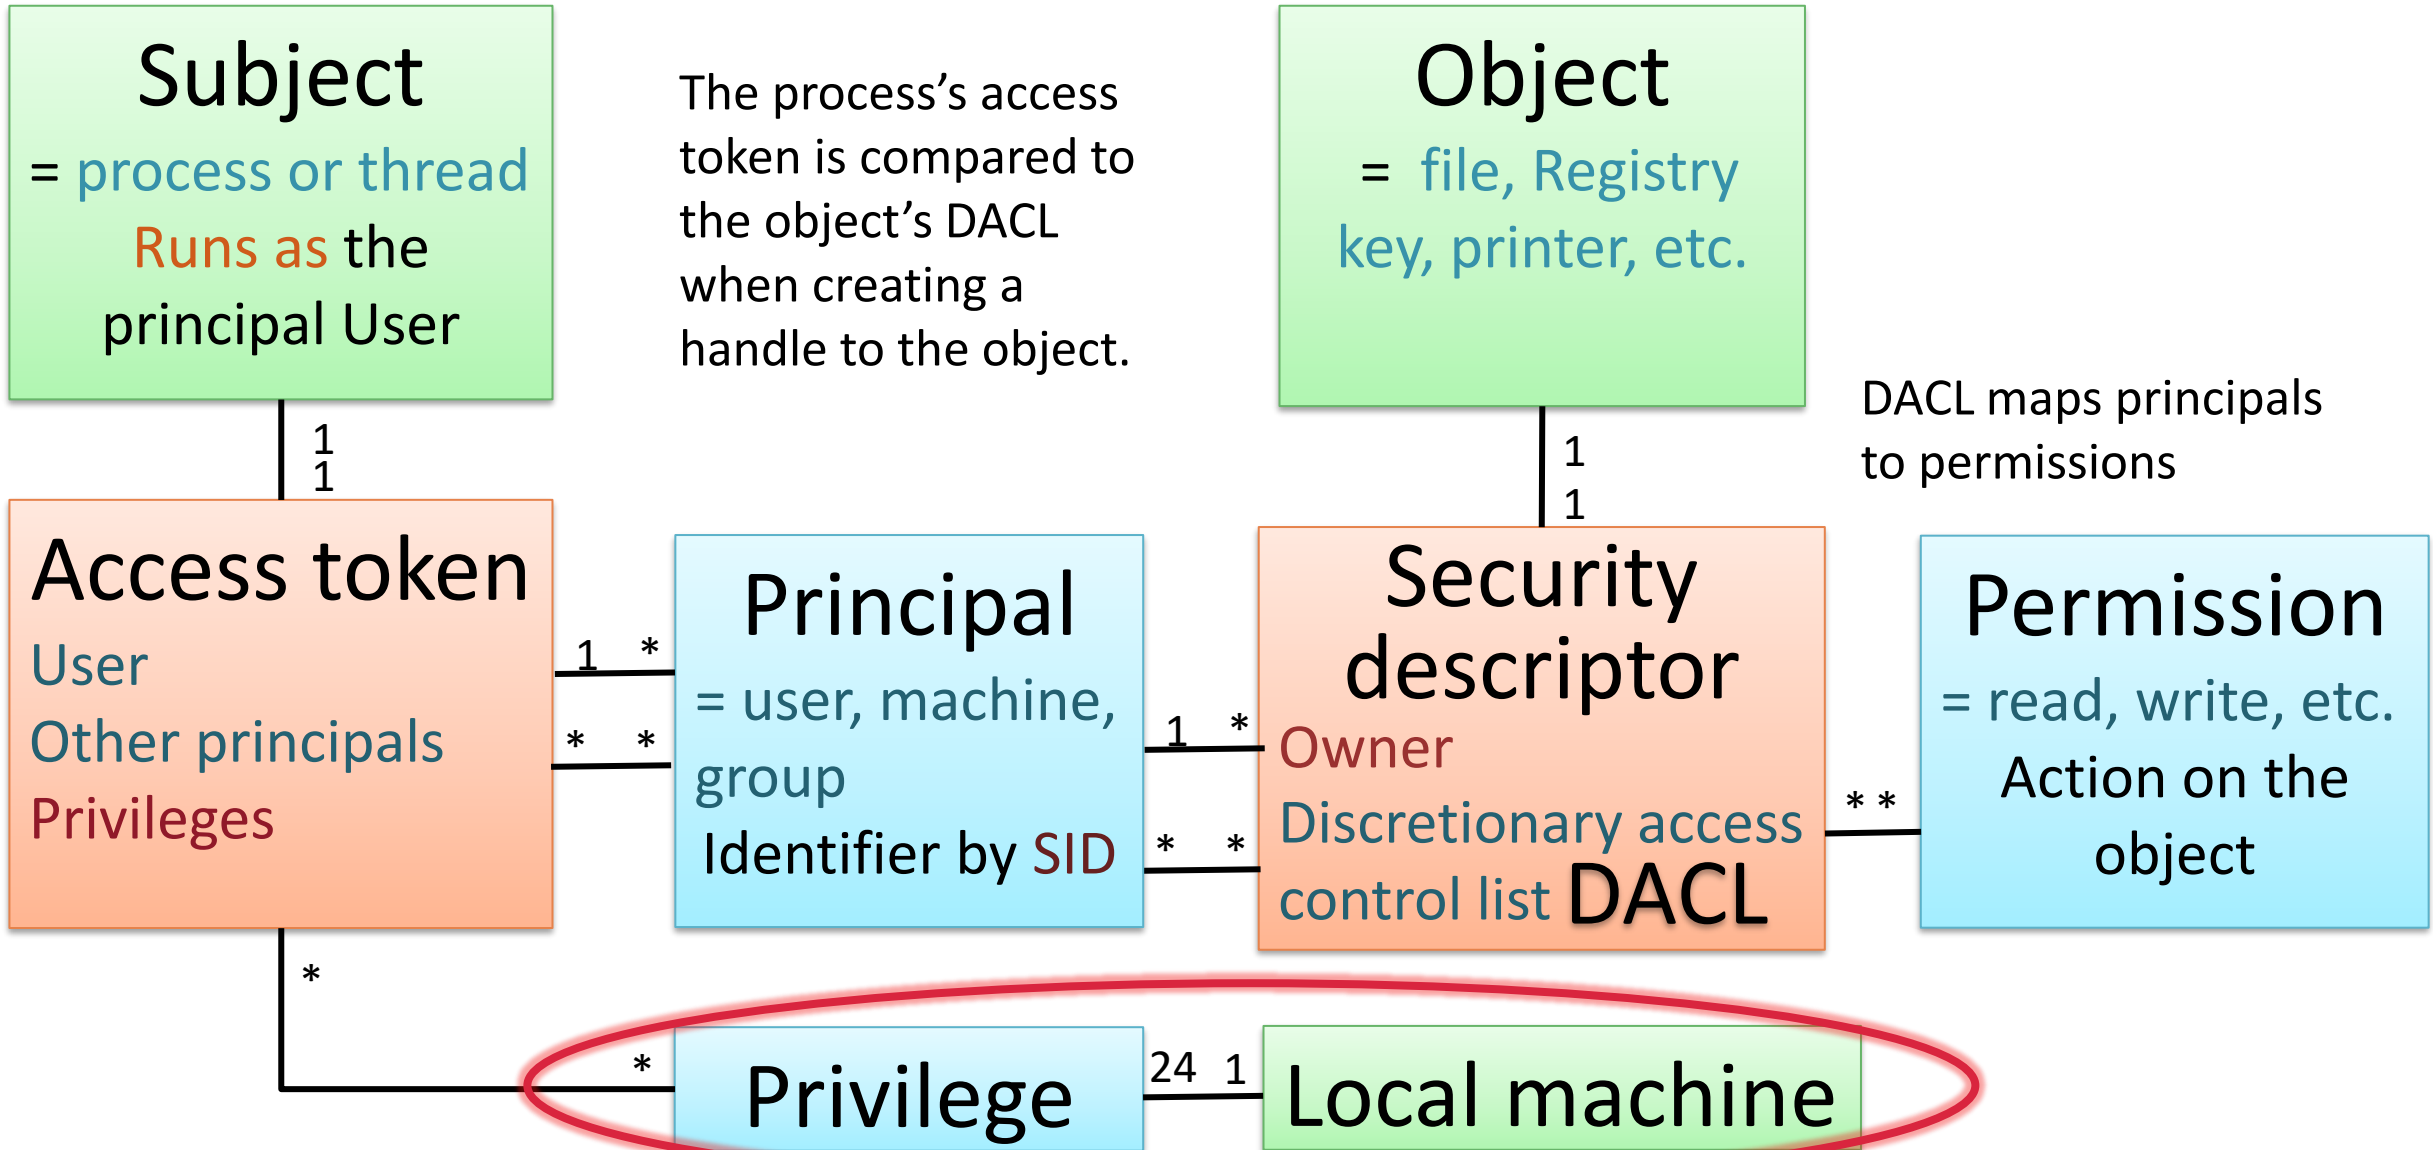 Subject
= process or thread
Runs as the
principal User
The process’s access
token is compared to
the object’s DACL
when creating a
handle to the object.
Object
= file, Registry
key, printer, etc.
DACL maps principals
to permissions
1
1
1
1
Access token
User
Other principals
Privileges
1 *
* *
Principal
= user, machine,
group
Identifier by SID
1 *
* *
Security
descriptor
Owner
Discretionary access
control list DACL
* *
Permission
= read, write, etc.
Action on the
object
*
*
Privilege
24 1
Local machine